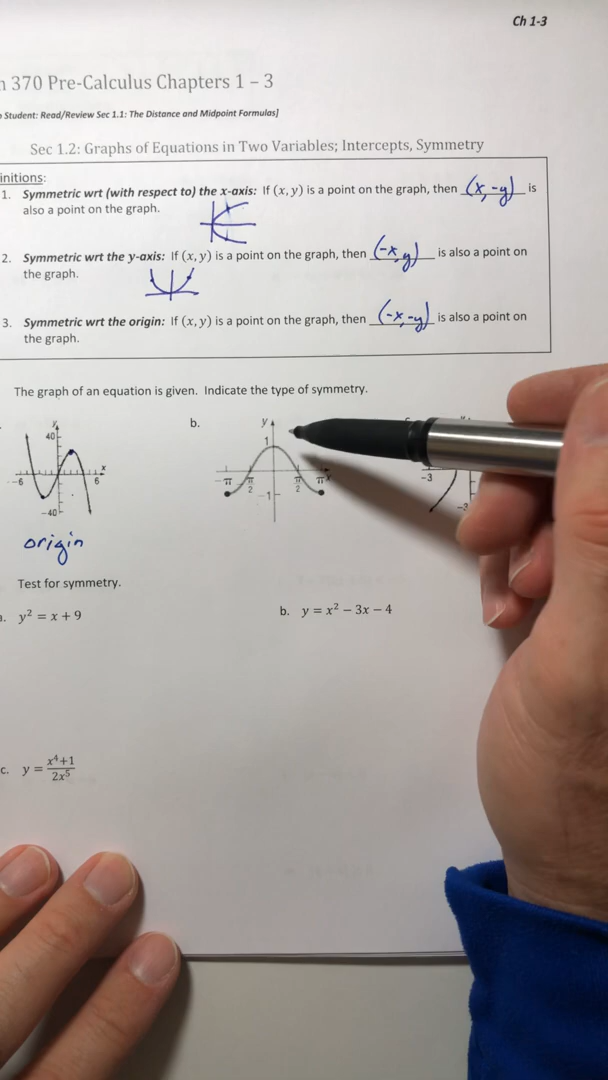 Ch 1-3
370 Pre-Calculus Chapters 1 – 3
Student: Read/Review Sec 1.1: The Distance and Midpoint Formulas]
Sec 1.2: Graphs of Equations in Two Variables; Intercepts, Symmetry
initions:
1. Symmetric wrt (with respect to) the x-axis: If (x, y) is a point on the graph, then (x, -y) is
also a point on the graph.
2. Symmetric wrt the y-axis: If (x, y) is a point on the graph, then (-x, y) is also a point on
the graph.
3. Symmetric wrt the origin: If (x, y) is a point on the graph, then (-x, -y) is also a point on
the graph.
The graph of an equation is given. Indicate the type of symmetry.
b.
y
40
x
-6
6
-40
y
1
-π
π
2
π
2
π
x
-1
-3
-3
origin
Test for symmetry.
a. y² = x + 9
b. y = x² – 3x – 4
c. y = x⁴+1
2x⁵